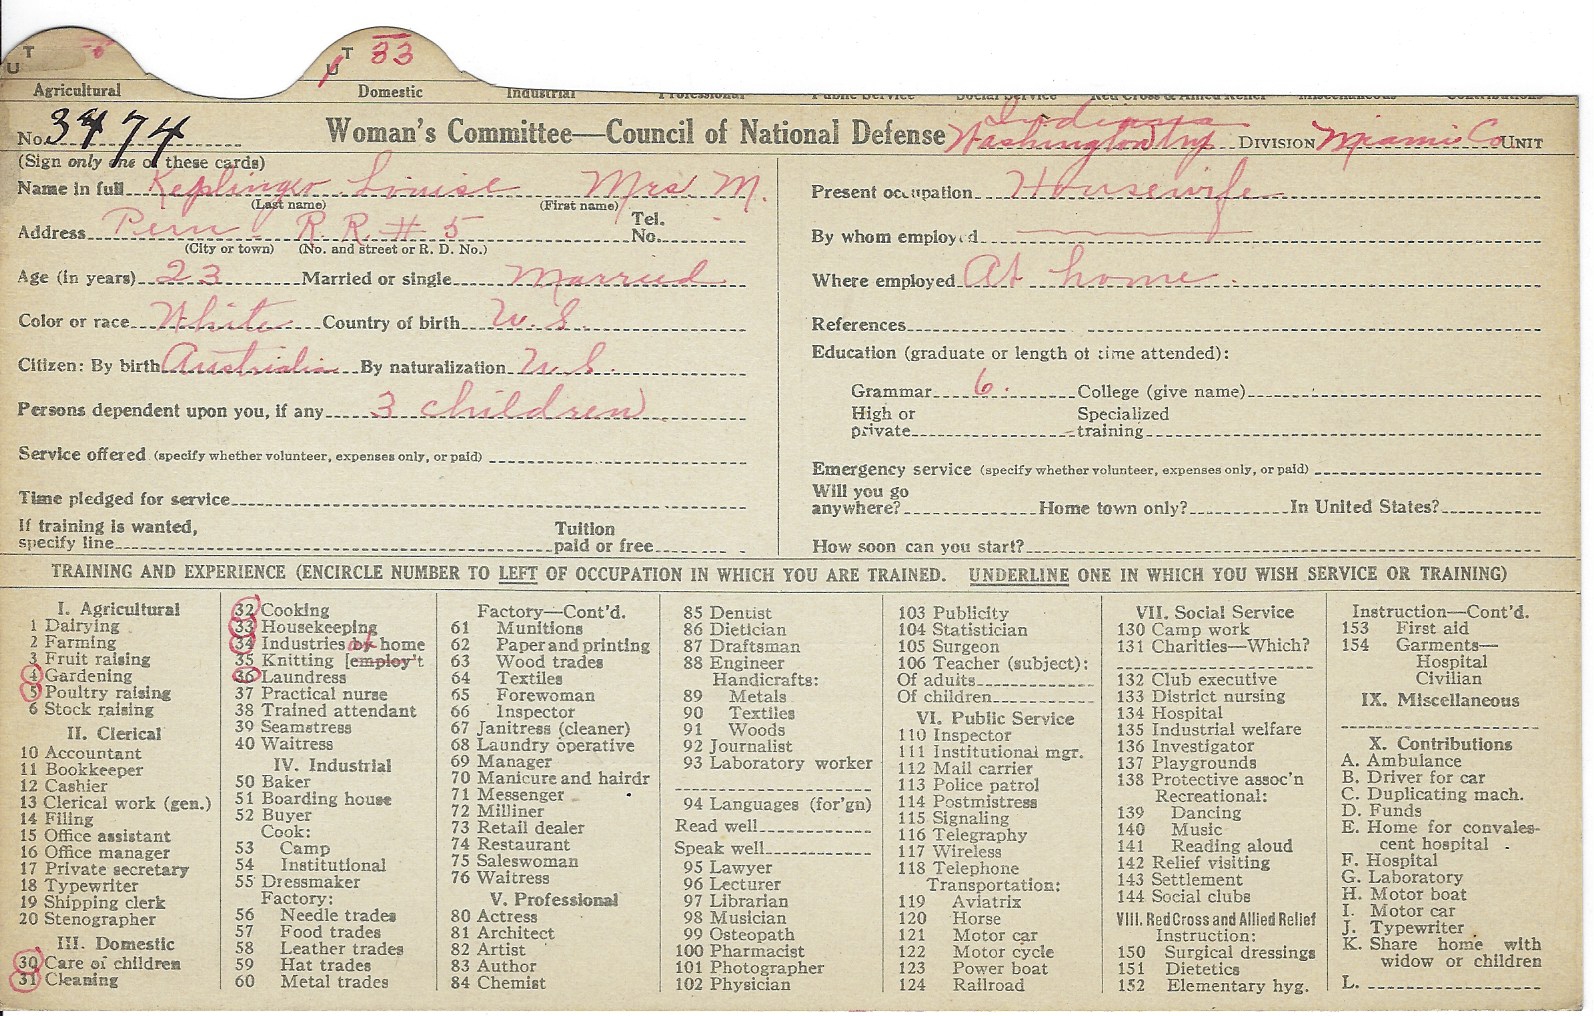 T
U
T 33
U
Agricultural Domestic Industrial Professional Public Service Social Service Red Cross & Allied Relief Miscellaneous Contributions
No. 3474 Woman's Committee—Council of National Defense Indiana Washington Twp DIVISION Miami Co UNIT
(Sign only one of these cards)
Name in full Keplinger Louise Mrs. M.
(Last name) (First name)
Address Peru - R. R. # 5 Tel. No. -
(City or town) (No. and street or R. D. No.)
Age (in years) 23 Married or single Married
Color or race White Country of birth U. S.
Citizen: By birth Australia By naturalization U. S.
Persons dependent upon you, if any 3 children
Service offered (specify whether volunteer, expenses only, or paid)
Time pledged for service
If training is wanted, specify line Tuition paid or free
Present occupation Housewife
By whom employed
Where employed At home.
References
Education (graduate or length of time attended):
Grammar 6. College (give name)
High or private Specialized training
Emergency service (specify whether volunteer, expenses only, or paid)
Will you go anywhere? Home town only? In United States?
How soon can you start?
TRAINING AND EXPERIENCE (ENCIRCLE NUMBER TO LEFT OF OCCUPATION IN WHICH YOU ARE TRAINED. UNDERLINE ONE IN WHICH YOU WISH SERVICE OR TRAINING)
I. Agricultural
1 Dairying
2 Farming
3 Fruit raising
4 Gardening
5 Poultry raising
6 Stock raising
II. Clerical
10 Accountant
11 Bookkeeper
12 Cashier
13 Clerical work (gen.)
14 Filing
15 Office assistant
16 Office manager
17 Private secretary
18 Typewriter
19 Shipping clerk
20 Stenographer
III. Domestic
30 Care of children
31 Cleaning
32 Cooking
33 Housekeeping
34 Industries at home
35 Knitting [employ't
36 Laundress
37 Practical nurse
38 Trained attendant
39 Seamstress
40 Waitress
IV. Industrial
50 Baker
51 Boarding house
52 Buyer
Cook:
53 Camp
54 Institutional
55 Dressmaker
Factory:
56 Needle trades
57 Food trades
58 Leather trades
59 Hat trades
60 Metal trades
Factory—Cont'd.
61 Munitions
62 Paper and printing
63 Wood trades
64 Textiles
65 Forewoman
66 Inspector
67 Janitress (cleaner)
68 Laundry operative
69 Manager
70 Manicure and hairdr
71 Messenger
72 Milliner
73 Retail dealer
74 Restaurant
75 Saleswoman
76 Waitress
V. Professional
80 Actress
81 Architect
82 Artist
83 Author
84 Chemist
85 Dentist
86 Dietician
87 Draftsman
88 Engineer
Handicrafts:
89 Metals
90 Textiles
91 Woods
92 Journalist
93 Laboratory worker
94 Languages (for'gn)
Read well
Speak well
95 Lawyer
96 Lecturer
97 Librarian
98 Musician
99 Osteopath
100 Pharmacist
101 Photographer
102 Physician
103 Publicity
104 Statistician
105 Surgeon
106 Teacher (subject):
Of adults
Of children
VI. Public Service
110 Inspector
111 Institutional mgr.
112 Mail carrier
113 Police patrol
114 Postmistress
115 Signaling
116 Telegraphy
117 Wireless
118 Telephone
Transportation:
119 Aviatrix
120 Horse
121 Motor car
122 Motor cycle
123 Power boat
124 Railroad
VII. Social Service
130 Camp work
131 Charities—Which?
132 Club executive
133 District nursing
134 Hospital
135 Industrial welfare
136 Investigator
137 Playgrounds
138 Protective assoc'n
Recreational:
139 Dancing
140 Music
141 Reading aloud
142 Relief visiting
143 Settlement
144 Social clubs
VIII. Red Cross and Allied Relief
Instruction:
150 Surgical dressings
151 Dietetics
152 Elementary hyg.
Instruction—Cont'd.
153 First aid
154 Garments—
Hospital
Civilian
IX. Miscellaneous
X. Contributions
A. Ambulance
B. Driver for car
C. Duplicating mach.
D. Funds
E. Home for convales-
cent hospital
F. Hospital
G. Laboratory
H. Motor boat
I. Motor car
J. Typewriter
K. Share home with
widow or children
L.